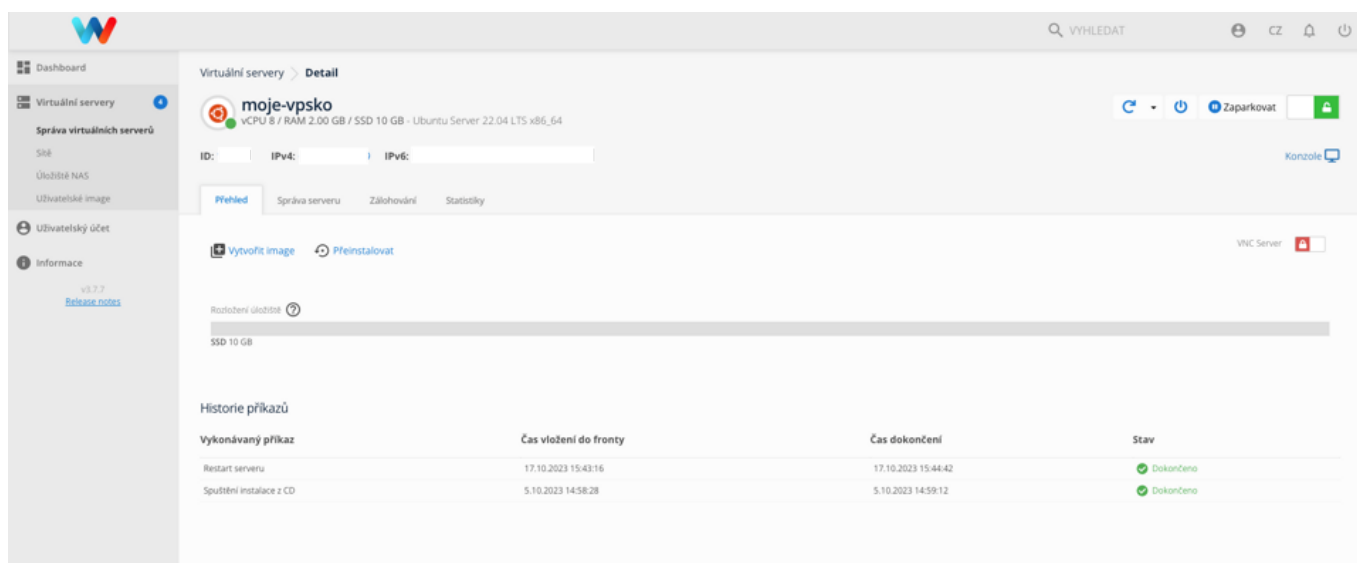 VYHLEDAT CZ
Dashboard
Virtuální servery 4
Správa virtuálních serverů
Sítě
Úložiště NAS
Uživatelské image
Uživatelský účet
Informace
v3.7.7
Release notes
Virtuální servery > Detail
moje-vpsko
vCPU 8 / RAM 2.00 GB / SSD 10 GB - Ubuntu Server 22.04 LTS x86_64
Zaparkovat
ID: IPv4: IPv6:
Konzole
Přehled Správa serveru Zálohování Statistiky
Vytvořit image Přeinstalovat
VNC Server
Rozložení úložiště ?
SSD 10 GB
Historie příkazů
Vykonávaný příkaz Čas vložení do fronty Čas dokončení Stav
Restart serveru 17.10.2023 15:43:16 17.10.2023 15:44:42 Dokončeno
Spuštění instalace z CD 5.10.2023 14:58:28 5.10.2023 14:59:12 Dokončeno